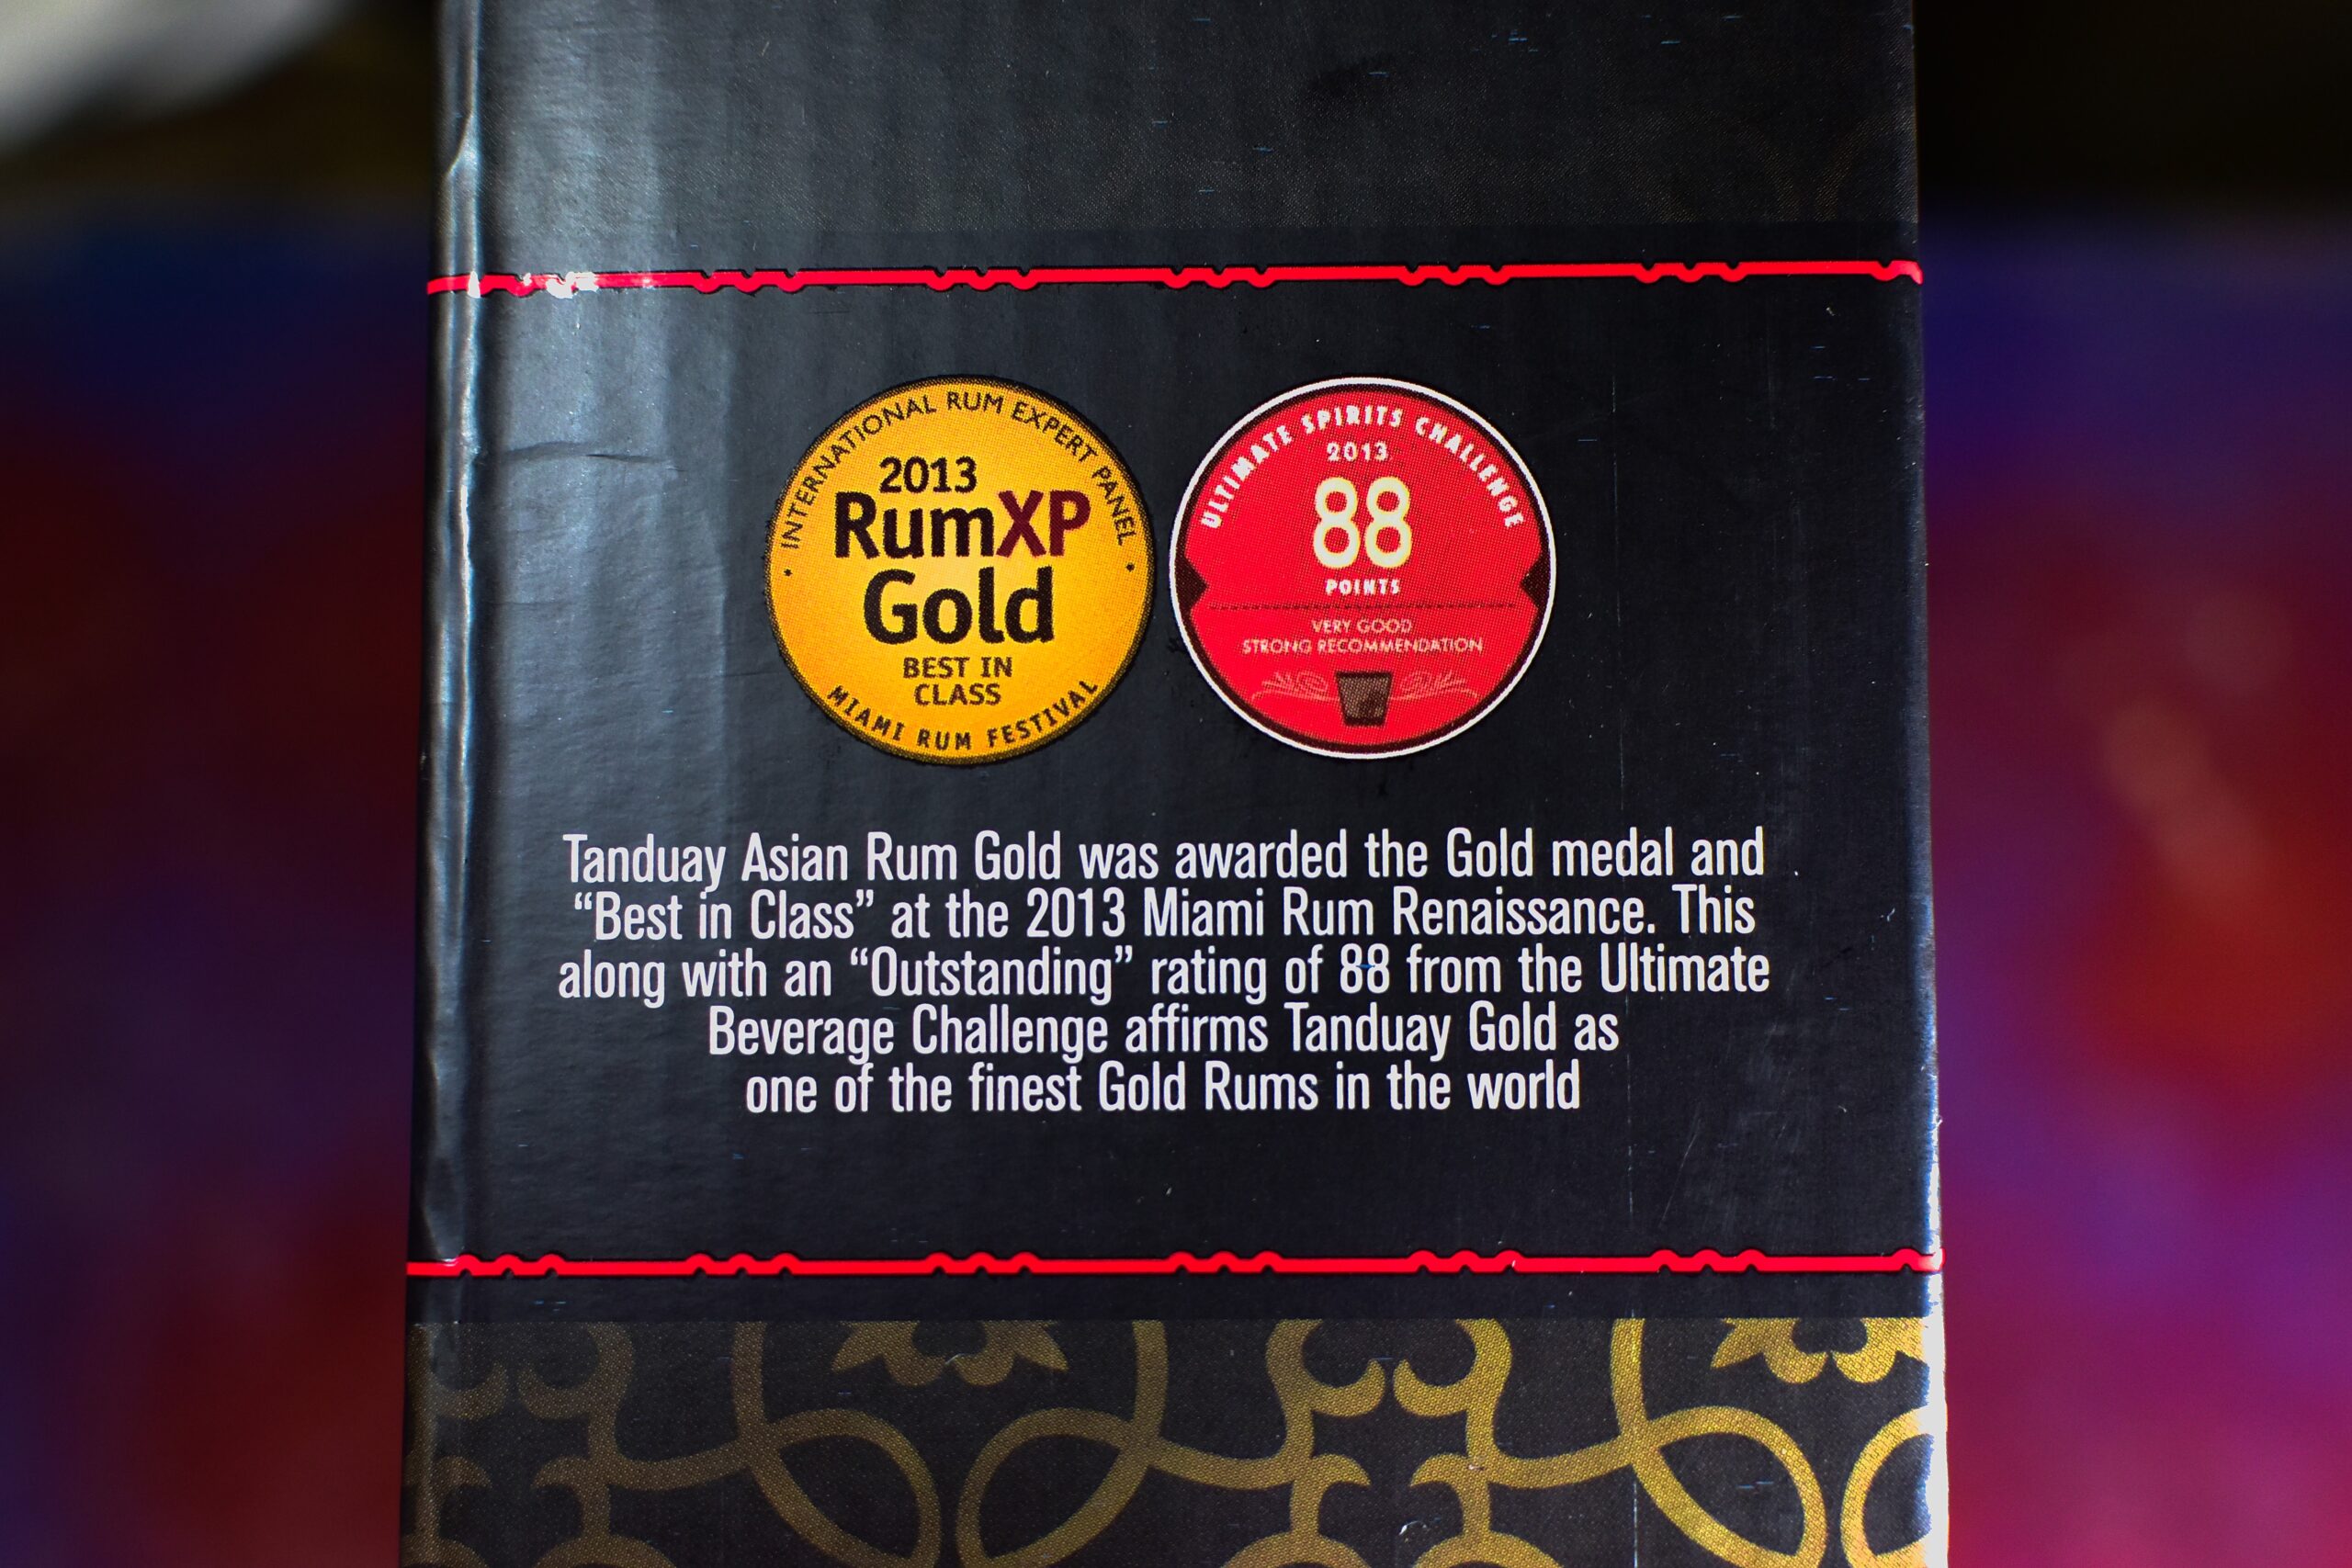 INTERNATIONAL RUM EXPERT PANEL
2013
RumXP
Gold
BEST IN
CLASS
MIAMI RUM FESTIVAL
ULTIMATE SPIRITS CHALLENGE
2013
88
POINTS
VERY GOOD
STRONG RECOMMENDATION
Tanduay Asian Rum Gold was awarded the Gold medal and
“Best in Class” at the 2013 Miami Rum Renaissance. This
along with an “Outstanding” rating of 88 from the Ultimate
Beverage Challenge affirms Tanduay Gold as
one of the finest Gold Rums in the world